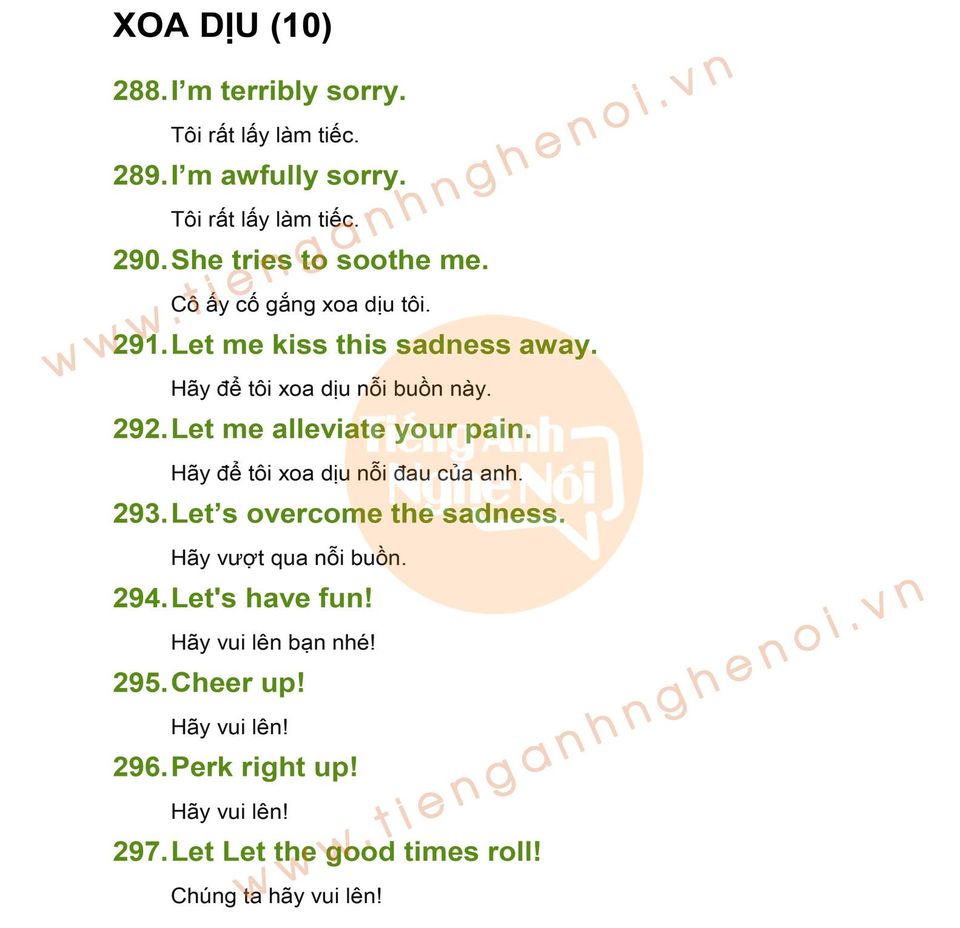 XOA DỊU (10)
288. I’m terribly sorry.
Tôi rất lấy làm tiếc.
289. I’m awfully sorry.
Tôi rất lấy làm tiếc.
290. She tries to soothe me.
Cô ấy cố gắng xoa dịu tôi.
291. Let me kiss this sadness away.
Hãy để tôi xoa dịu nỗi buồn này.
292. Let me alleviate your pain.
Hãy để tôi xoa dịu nỗi đau của anh.
293. Let’s overcome the sadness.
Hãy vượt qua nỗi buồn.
294. Let's have fun!
Hãy vui lên bạn nhé!
295. Cheer up!
Hãy vui lên!
296. Perk right up!
Hãy vui lên!
297. Let Let the good times roll!
Chúng ta hãy vui lên!
www.tienganhnghenoi.vn
Tiếng Anh
Nghe Nói
www.tienganhnghenoi.vn